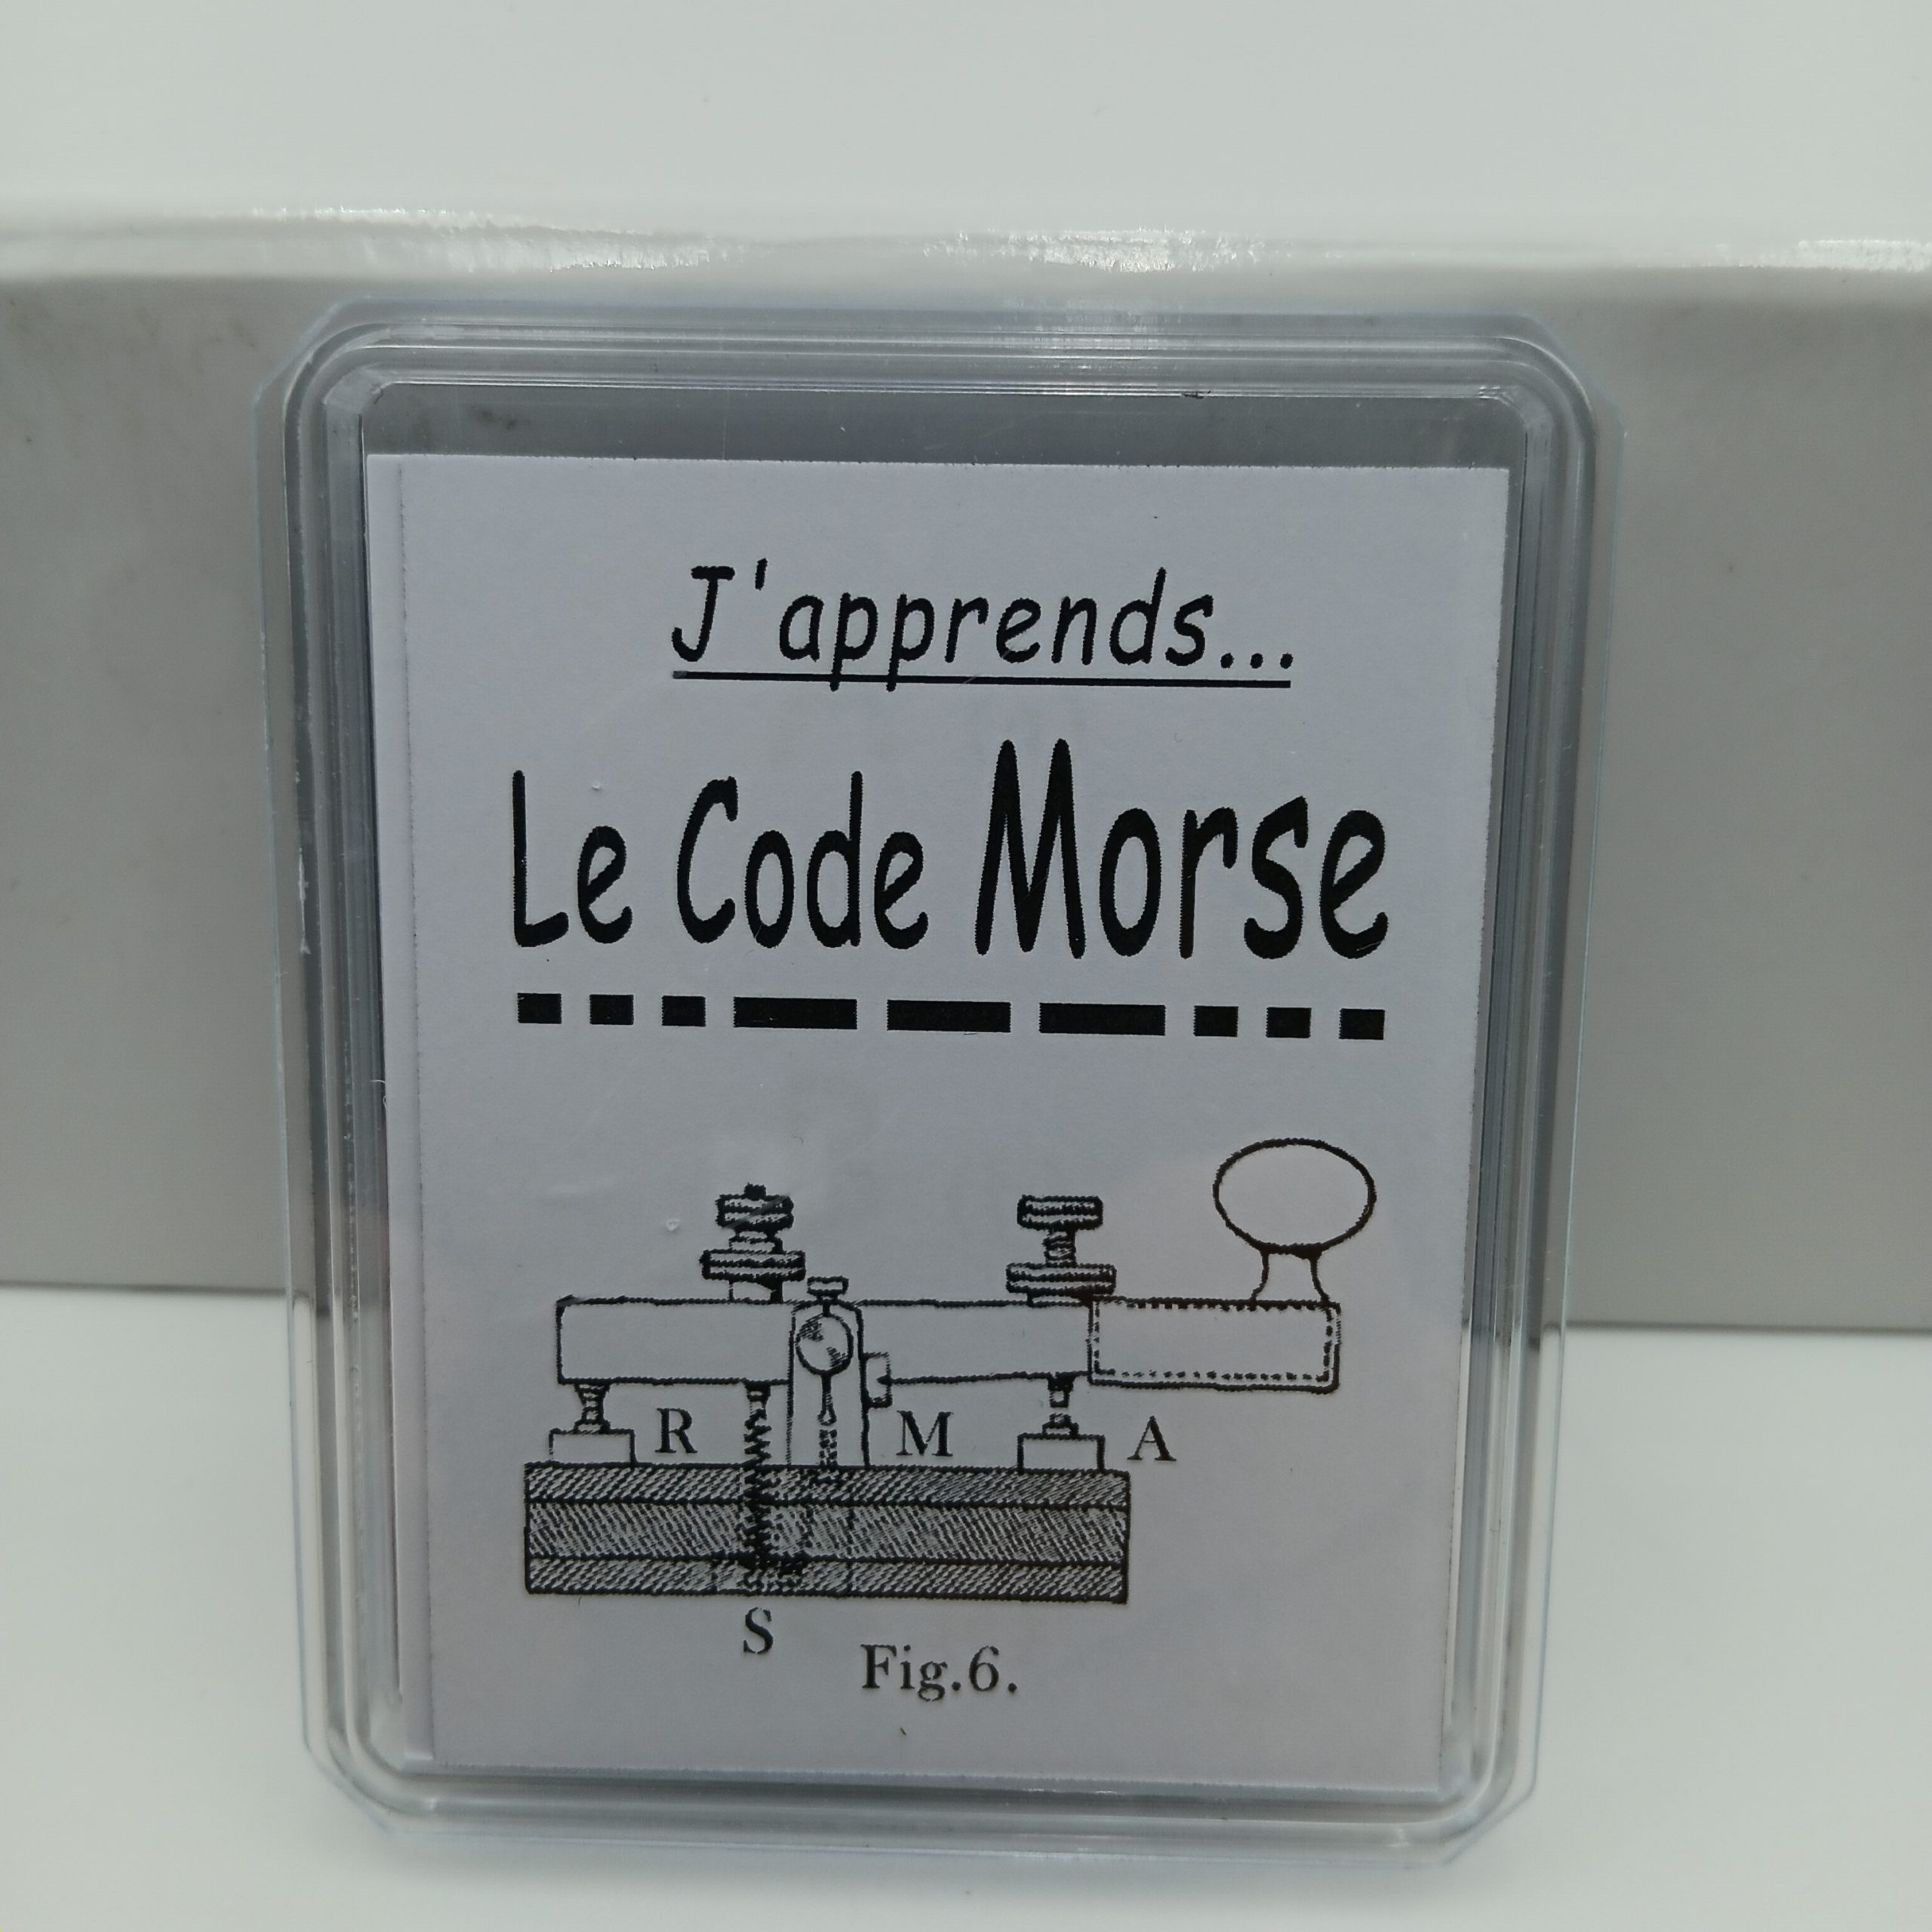 J'apprends...
Le Code Morse
R M A
S
Fig.6.